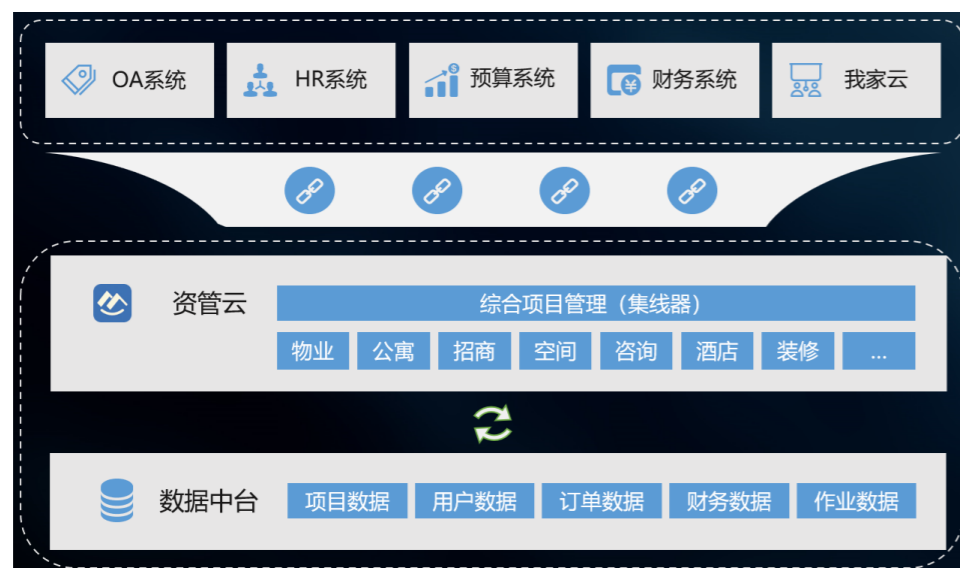 OA系统 HR系统 预算系统 财务系统 我家云
资管云 综合项目管理（集线器）
物业 公寓 招商 空间 咨询 酒店 装修 ...
数据中台 项目数据 用户数据 订单数据 财务数据 作业数据